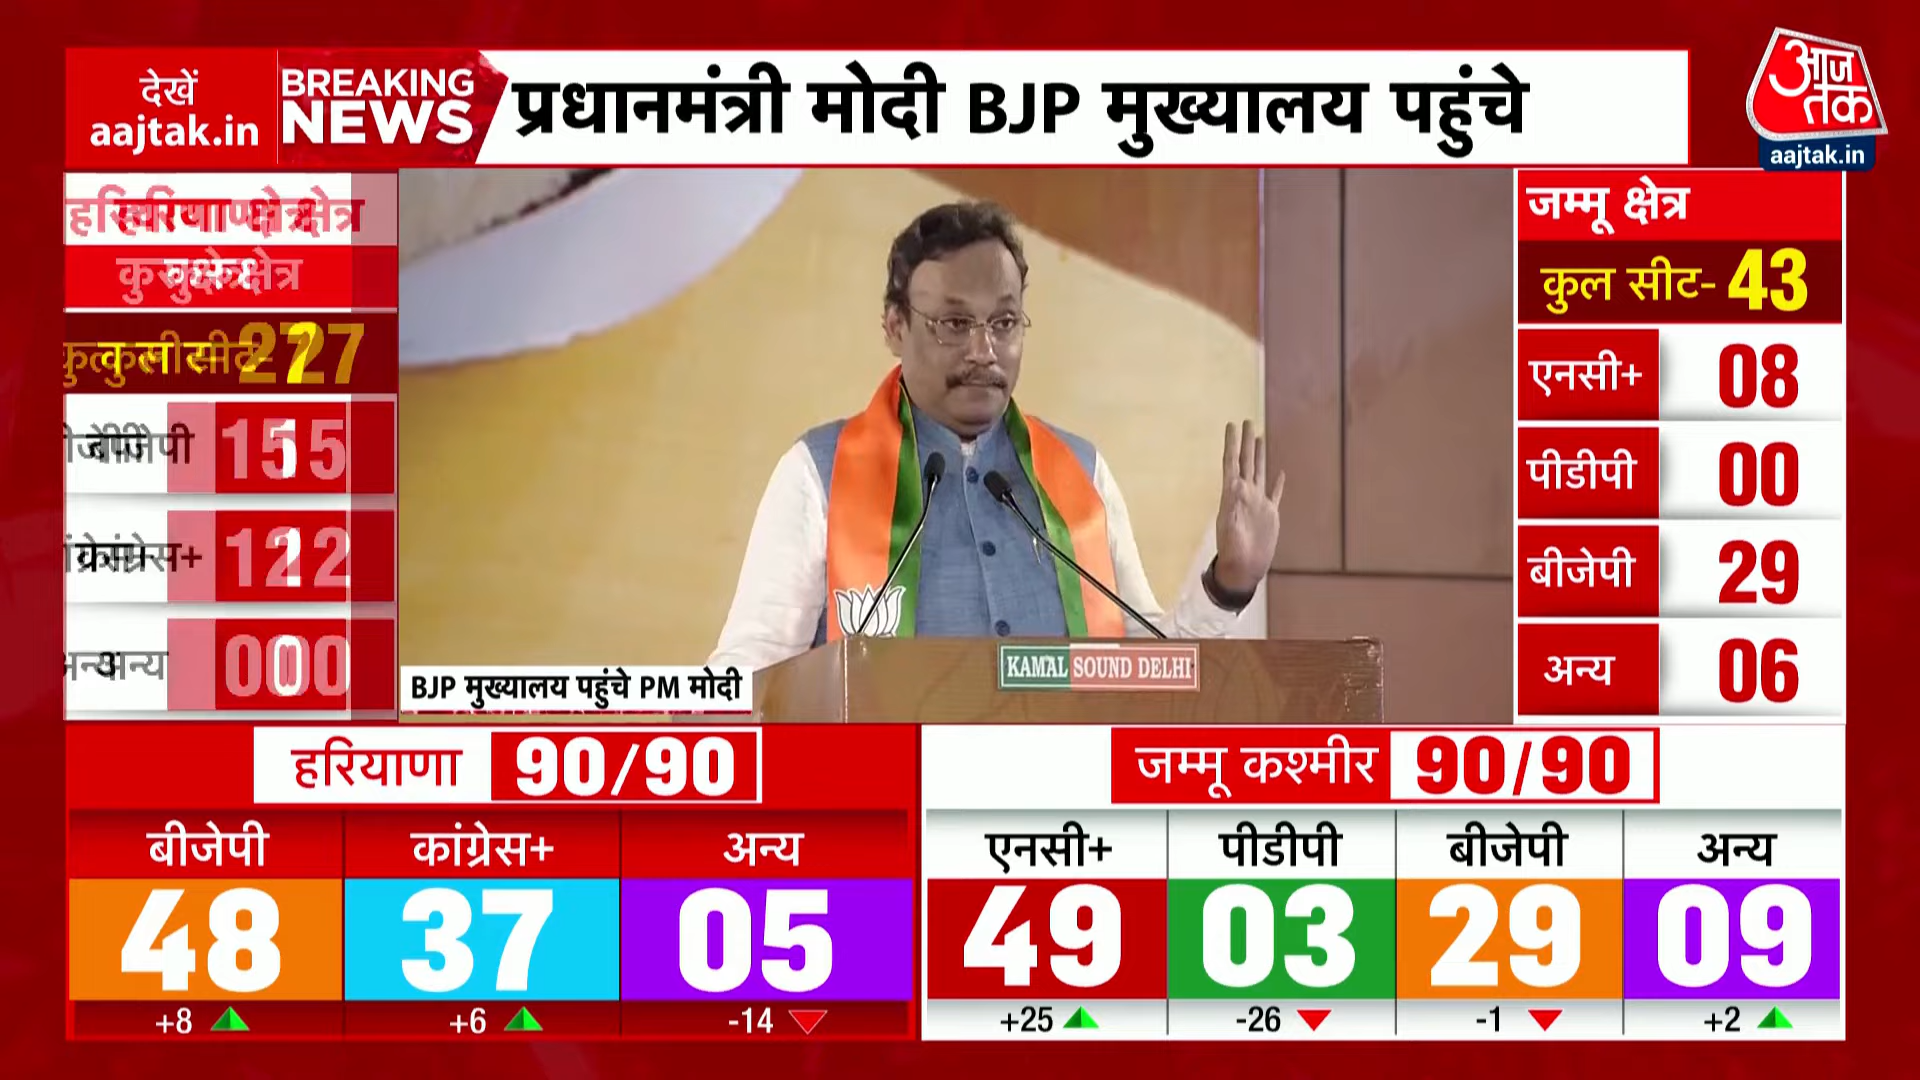 देखें
aajtak.in
BREAKING
NEWS
प्रधानमंत्री मोदी BJP मुख्यालय पहुंचे
आज
तक
aajtak.in
जम्मू क्षेत्र
कुल सीट- 43
एनसी+ 08
पीडीपी 00
बीजेपी 29
अन्य 06
KAMAL SOUND DELHI
BJP मुख्यालय पहुंचे PM मोदी
हरियाणा 90/90
बीजेपी कांग्रेस+ अन्य
48 37 05
+8 +6 -14
जम्मू कश्मीर 90/90
एनसी+ पीडीपी बीजेपी अन्य
49 03 29 09
+25 -26 -1 +2